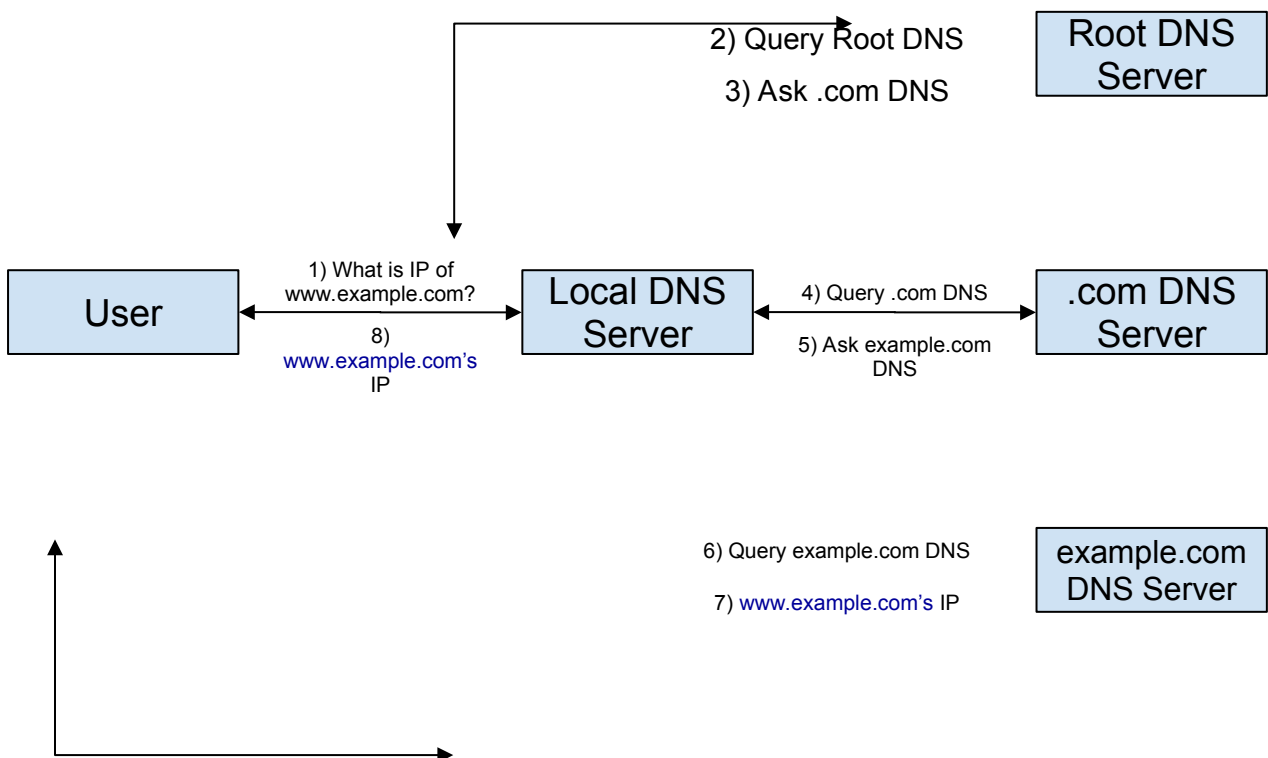 2) Query Root DNS
3) Ask .com DNS
Root DNS
Server
User
1) What is IP of
www.example.com?
8)
www.example.com’s
IP
Local DNS
Server
4) Query .com DNS
5) Ask example.com
DNS
.com DNS
Server
6) Query example.com DNS
7) www.example.com’s IP
example.com
DNS Server